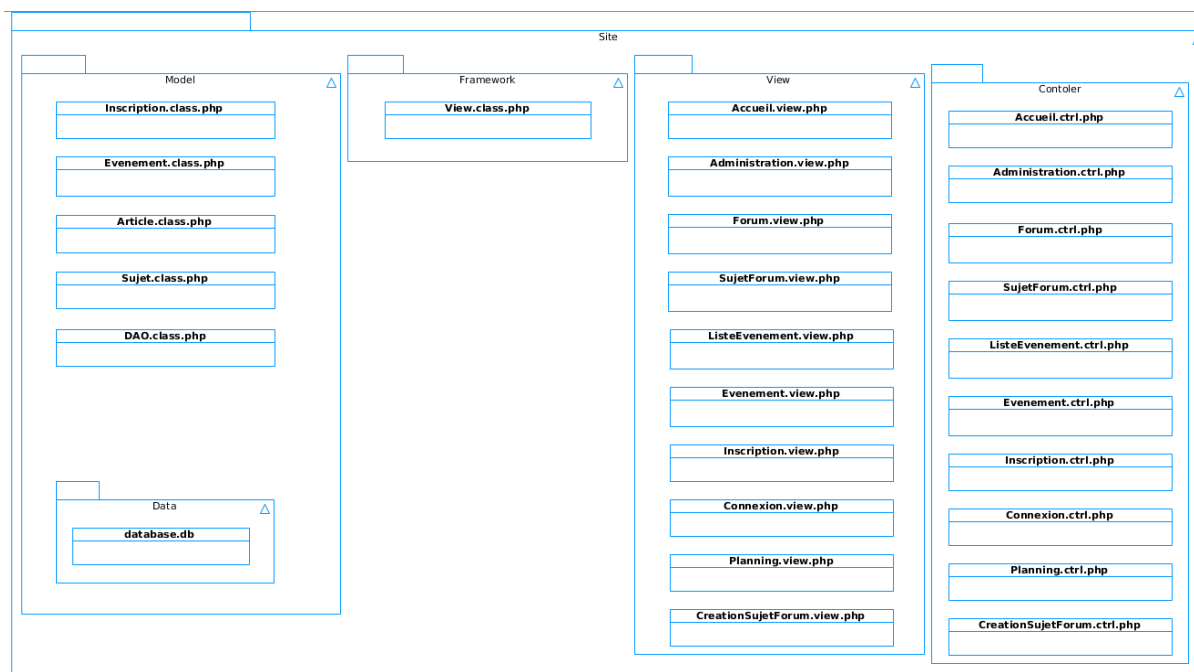 Site
Model
Inscription.class.php
Evenement.class.php
Article.class.php
Sujet.class.php
DAO.class.php
Data
database.db
Framework
View.class.php
View
Accueil.view.php
Administration.view.php
Forum.view.php
SujetForum.view.php
ListeEvenement.view.php
Evenement.view.php
Inscription.view.php
Connexion.view.php
Planning.view.php
CreationSujetForum.view.php
Contoler
Accueil.ctrl.php
Administration.ctrl.php
Forum.ctrl.php
SujetForum.ctrl.php
ListeEvenement.ctrl.php
Evenement.ctrl.php
Inscription.ctrl.php
Connexion.ctrl.php
Planning.ctrl.php
CreationSujetForum.ctrl.php